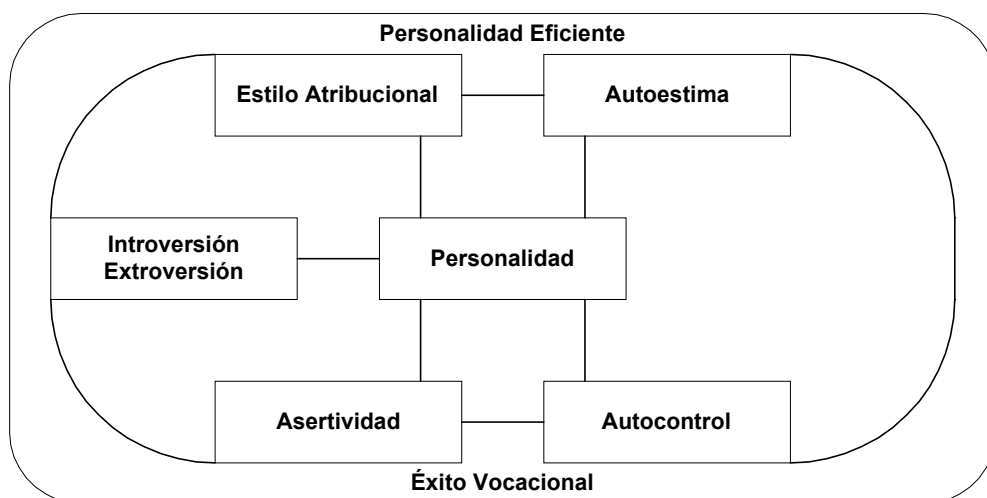 Personalidad Eficiente
Estilo Atribucional
Autoestima
Introversión
Extroversión
Personalidad
Asertividad
Autocontrol
Éxito Vocacional